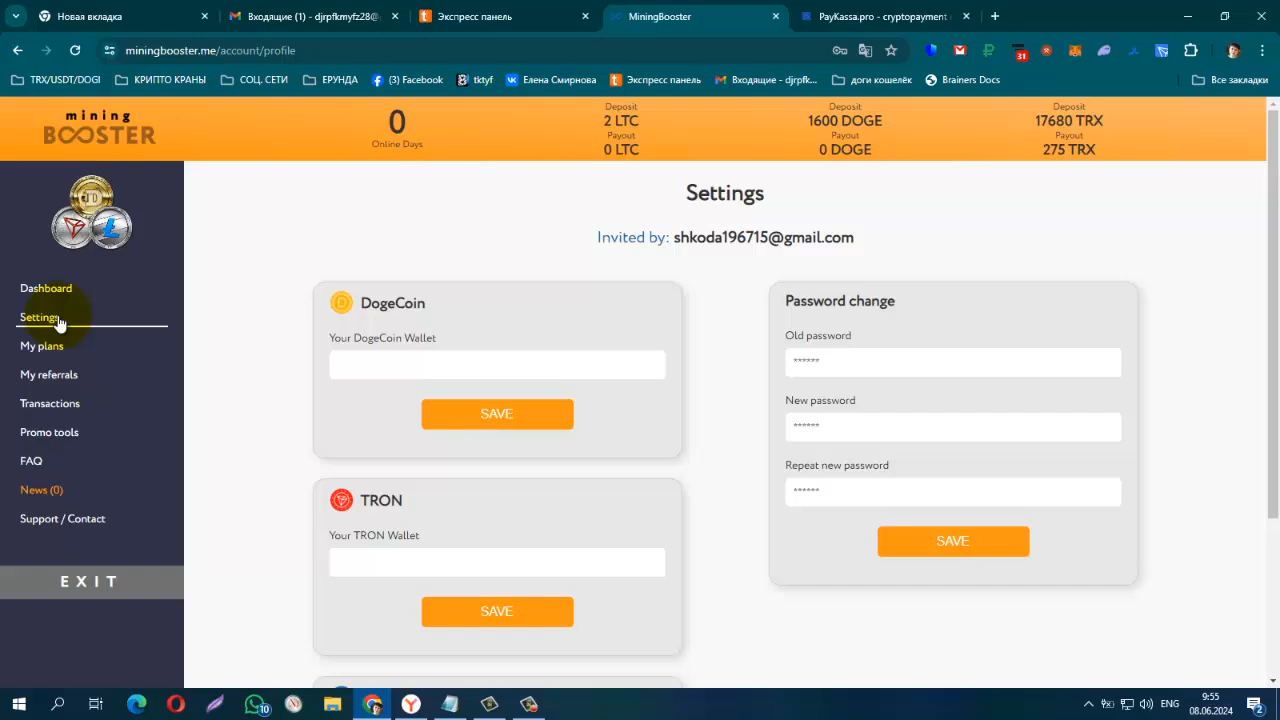 Входящие (1) - djrpfkmyfz28@
Экспресс панель
MiningBooster
PayKassa.pro - cryptopayment
miningbooster.me/account/profile
31
TRX/USDT/DOGI
КРИПТО КРАНЫ
СОЦ. СЕТИ
ЕРУНДА
(3) Facebook
tktyf
Елена Смирнова
Экспресс панель
Входящие - djrpfk...
доги кошелёк
Brainers Docs
Все закладки
mining
BOOSTER
0
Online Days
Deposit
2 LTC
Payout
0 LTC
Deposit
1600 DOGE
Payout
0 DOGE
Deposit
17680 TRX
Payout
275 TRX
Dashboard
Settings
My plans
My referrals
Transactions
Promo tools
FAQ
News (0)
Support / Contact
EXIT
Settings
Invited by: shkoda196715@gmail.com
DogeCoin
Your DogeCoin Wallet
SAVE
TRON
Your TRON Wallet
SAVE
Password change
Old password
******
New password
******
Repeat new password
******
SAVE
10
ENG
9:55
08.06.2024
2